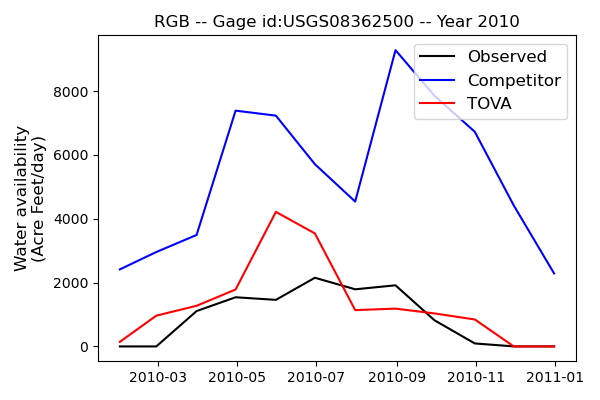 RGB -- Gage id:USGS08362500 -- Year 2010
Water availability
(Acre Feet/day)
8000
6000
4000
2000
0
2010-03
2010-05
2010-07
2010-09
2010-11
2011-01
Observed
Competitor
TOVA